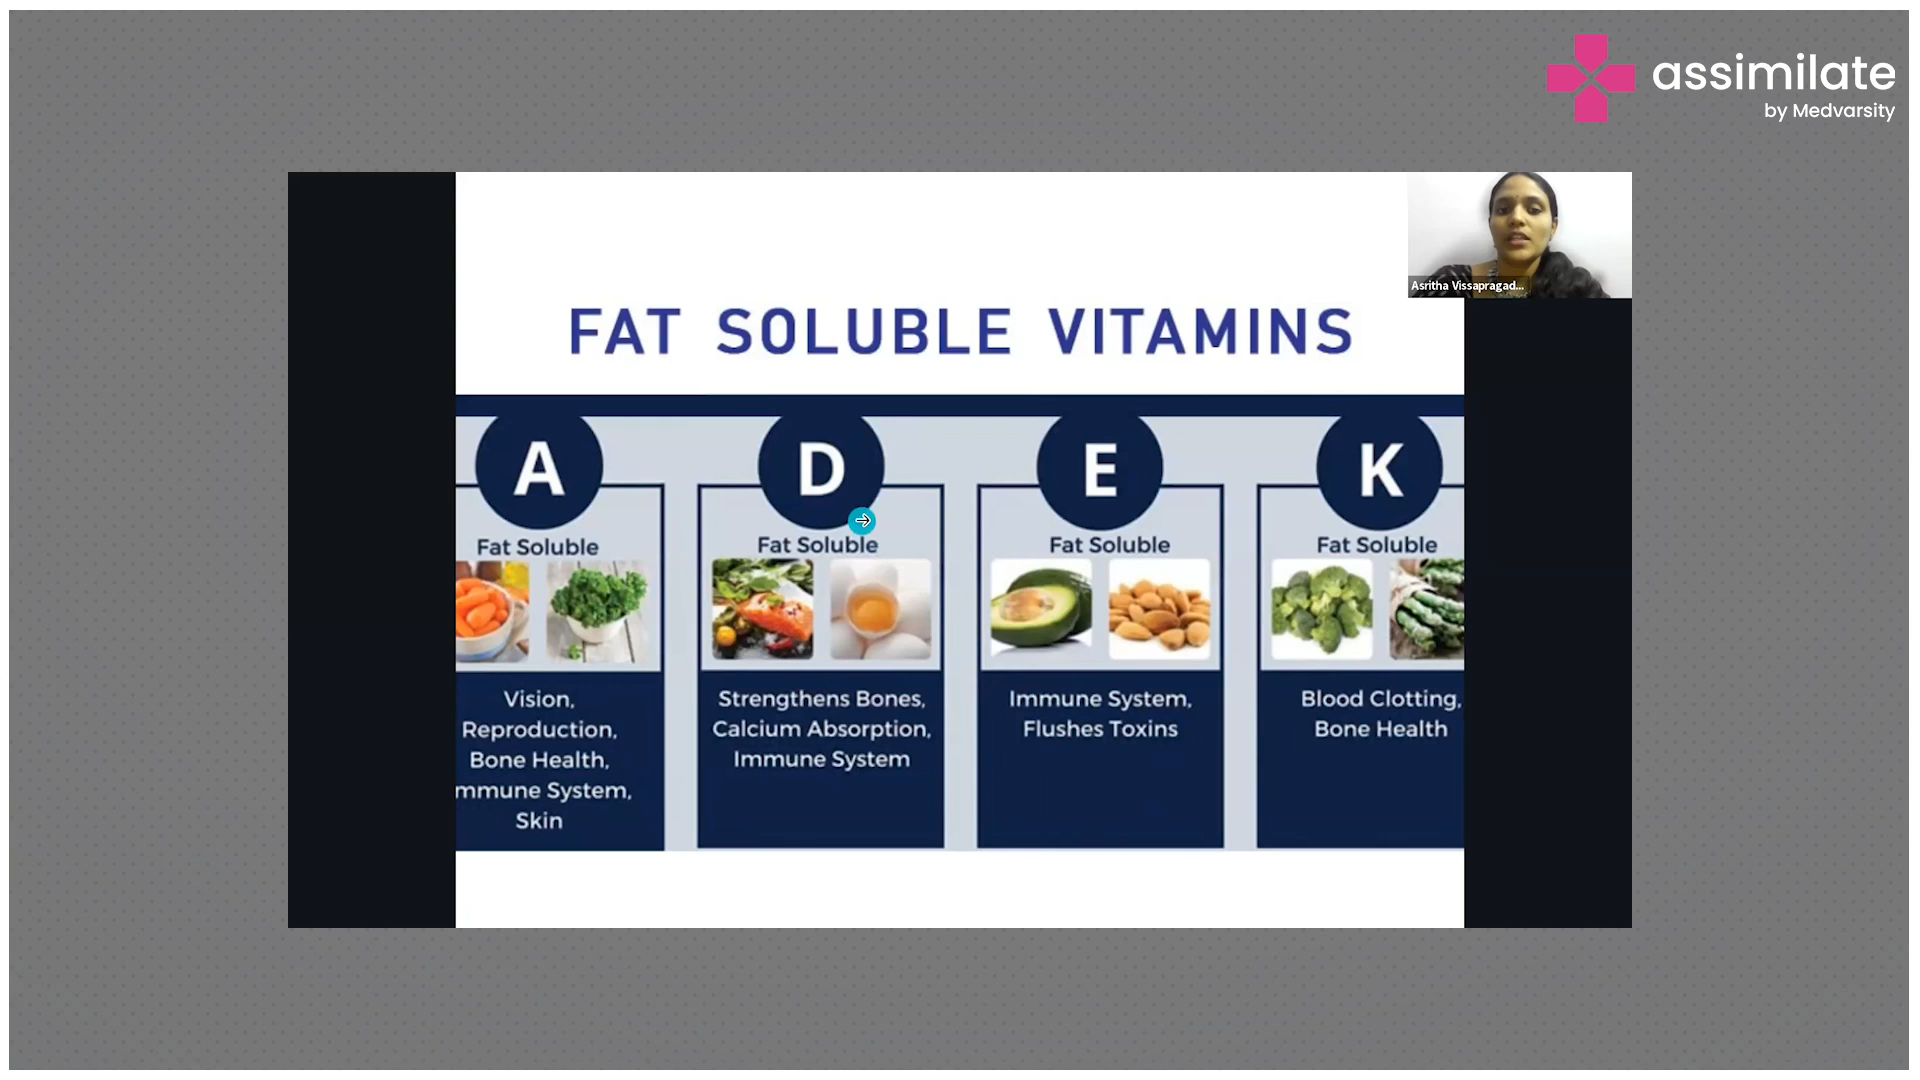 assimilate
by Medvarsity
Asritha Vissapragad...
FAT SOLUBLE VITAMINS
A
Fat Soluble
Vision,
Reproduction,
Bone Health,
mmune System,
Skin
D
Fat Soluble
Strengthens Bones,
Calcium Absorption,
Immune System
E
Fat Soluble
Immune System,
Flushes Toxins
K
Fat Soluble
Blood Clotting,
Bone Health